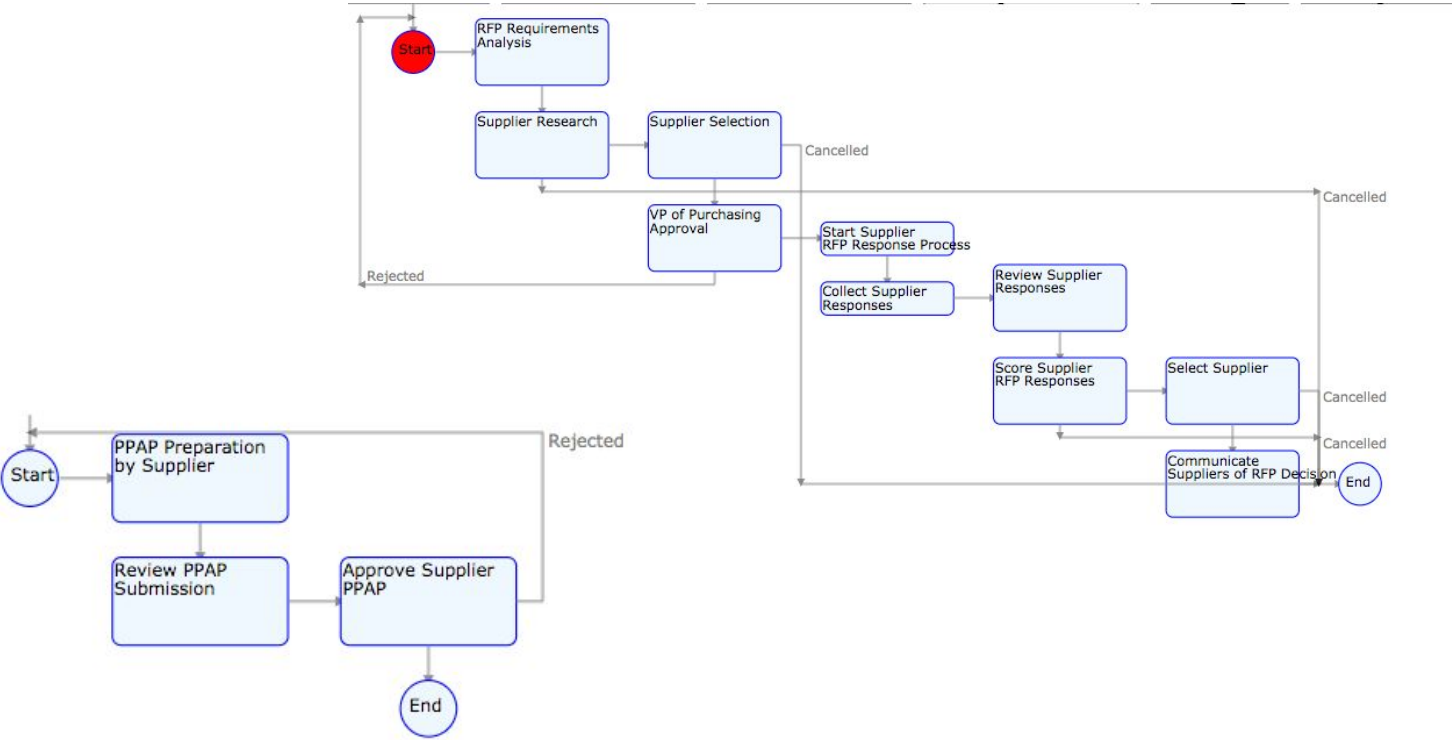 Start
RFP Requirements
Analysis
Supplier Research
Supplier Selection
Cancelled
Cancelled
VP of Purchasing
Approval
Start Supplier
RFP Response Process
Rejected
Collect Supplier
Responses
Review Supplier
Responses
Score Supplier
RFP Responses
Select Supplier
Cancelled
Cancelled
Communicate
Suppliers of RFP Decision
End
Start
PPAP Preparation
by Supplier
Rejected
Review PPAP
Submission
Approve Supplier
PPAP
End